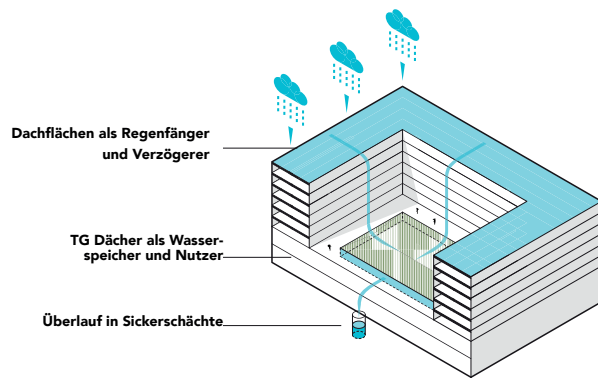 Dachflächen als Regenfänger
und Verzögerer
TG Dächer als Wasser-
speicher und Nutzer
Überlauf in Sickerschächte